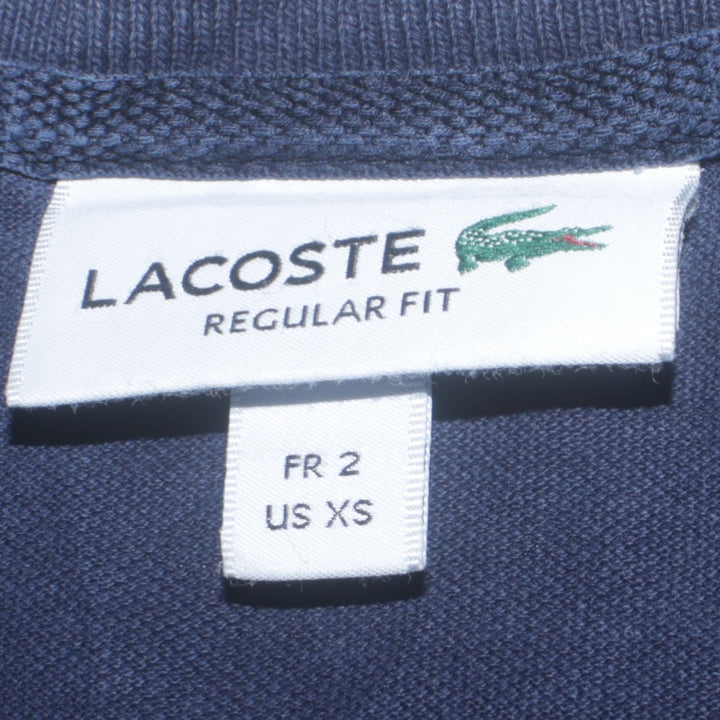 LACOSTE
REGULAR FIT
FR 2
US XS